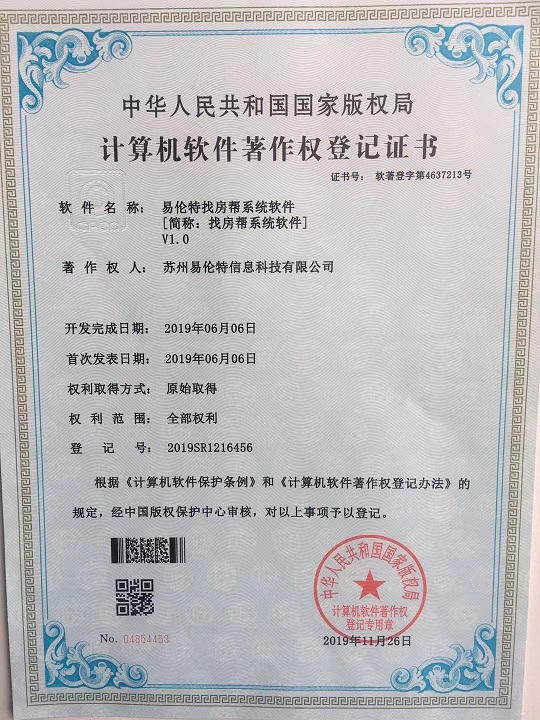 中华人民共和国国家版权局
计算机软件著作权登记证书
证书号： 软著登字第4637213号
软件名称： 易伦特找房帮系统软件
[简称：找房帮系统软件]
V1.0
著作权人： 苏州易伦特信息科技有限公司
开发完成日期： 2019年06月06日
首次发表日期： 2019年06月06日
权利取得方式： 原始取得
权利范围： 全部权利
登记号： 2019SR1216456
根据《计算机软件保护条例》和《计算机软件著作权登记办法》的
规定，经中国版权保护中心审核，对以上事项予以登记。
中华人民共和国国家版权局
计算机软件著作权
登记专用章
No. 04854453
2019年11月26日